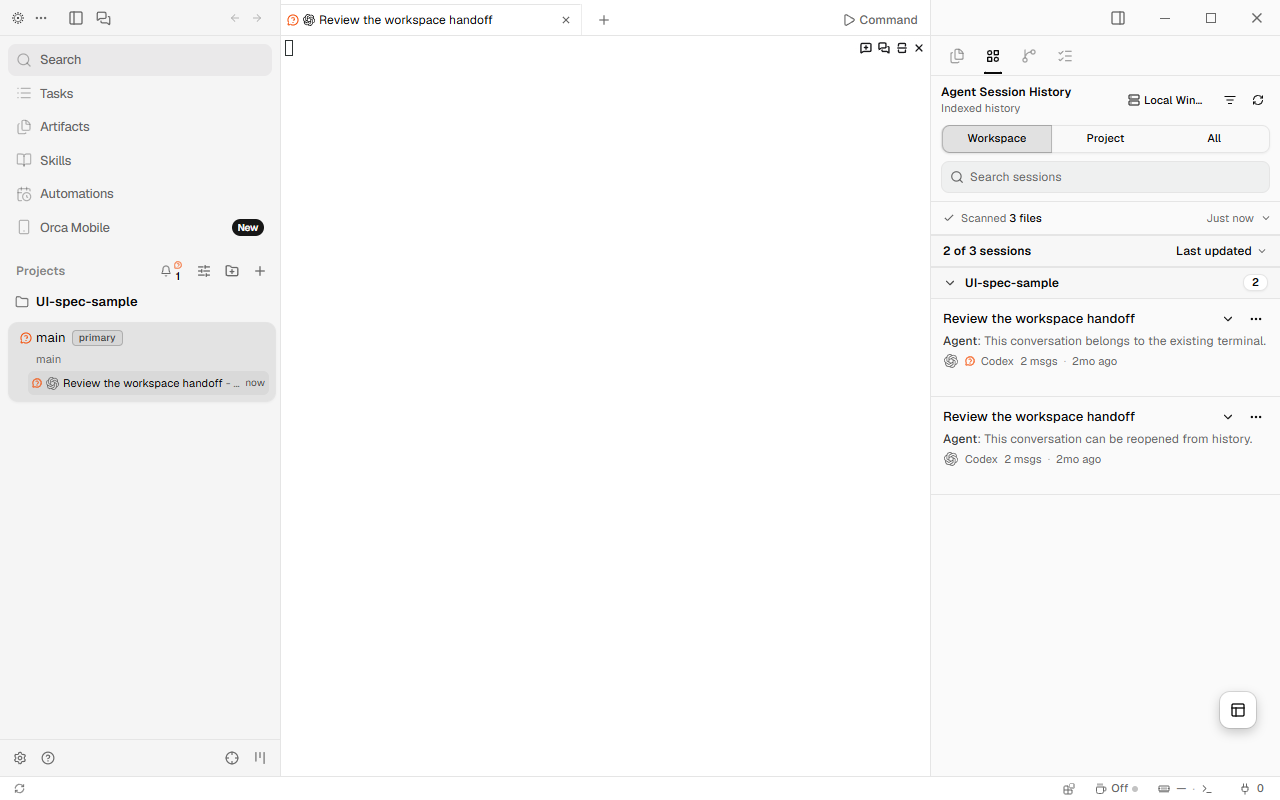 Review the workspace handoff
Command
Search
Tasks
Artifacts
Skills
Automations
Orca Mobile
New
Projects
1
UI-spec-sample
main
primary
main
Review the workspace handoff - ...
now
Agent Session History
Indexed history
Local Win...
Workspace
Project
All
Search sessions
Scanned 3 files
Just now
2 of 3 sessions
Last updated
UI-spec-sample
2
Review the workspace handoff
Agent: This conversation belongs to the existing terminal.
Codex 2 msgs · 2mo ago
Review the workspace handoff
Agent: This conversation can be reopened from history.
Codex 2 msgs · 2mo ago
Off
— ·
0